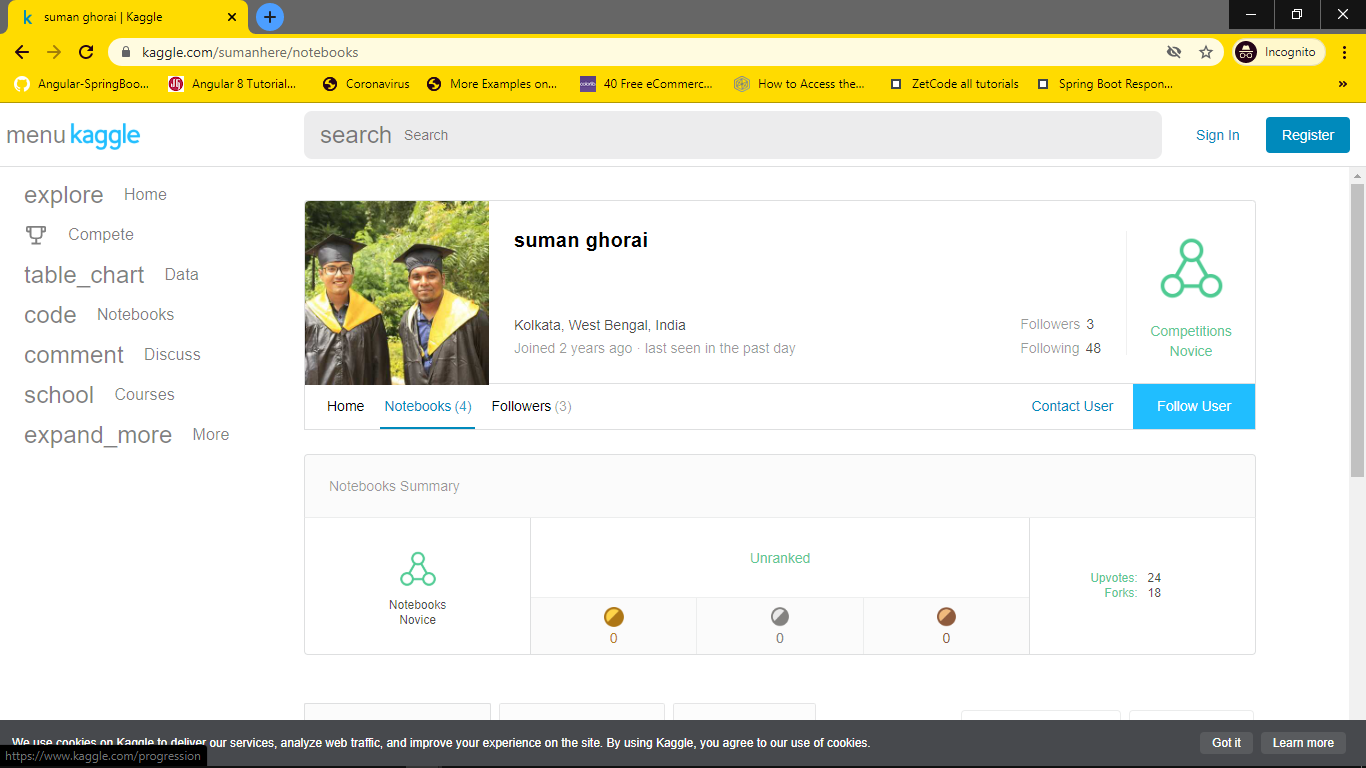 suman ghorai | Kaggle
kaggle.com/sumanhere/notebooks
Incognito
Angular-SpringBoo...
Angular 8 Tutorial...
Coronavirus
More Examples on...
40 Free eCommerc...
How to Access the...
ZetCode all tutorials
Spring Boot Respon...
»
menu kaggle
search Search
Sign In
Register
explore Home
Compete
table_chart Data
code Notebooks
comment Discuss
school Courses
expand_more More
suman ghorai
Kolkata, West Bengal, India
Joined 2 years ago · last seen in the past day
Followers 3
Following 48
Competitions
Novice
Home
Notebooks (4)
Followers (3)
Contact User
Follow User
Notebooks Summary
Notebooks
Novice
Unranked
0
0
0
Upvotes: 24
Forks: 18
We use cookies on Kaggle to deliver our services, analyze web traffic, and improve your experience on the site. By using Kaggle, you agree to our use of cookies.
Got it
Learn more
https://www.kaggle.com/progression